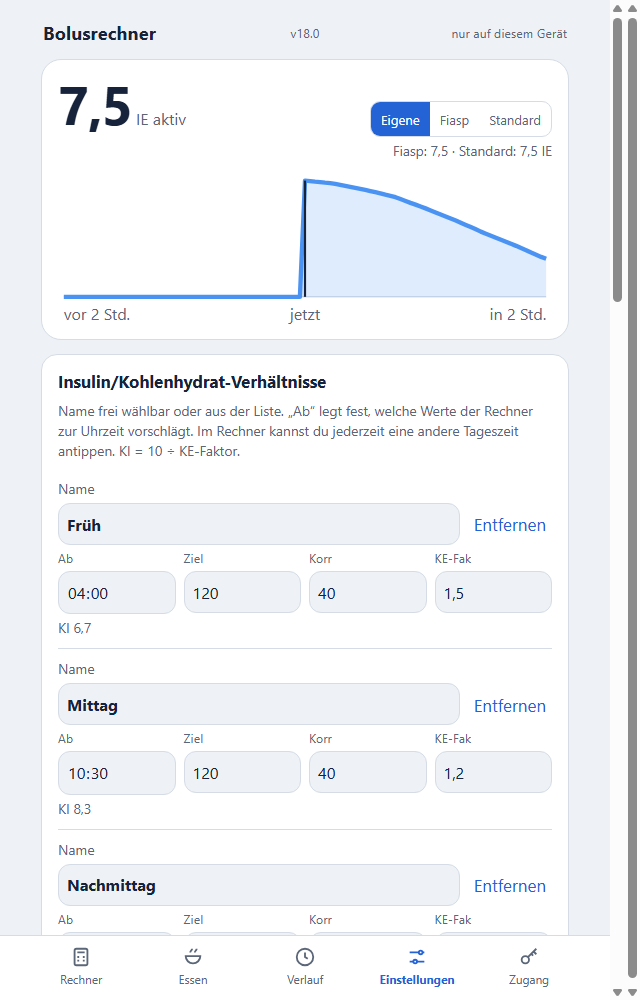 Bolusrechner v18.0 nur auf diesem Gerät
7,5 IE aktiv
Eigene Fiasp Standard
Fiasp: 7,5 · Standard: 7,5 IE
vor 2 Std. jetzt in 2 Std.
Insulin/Kohlenhydrat-Verhältnisse
Name frei wählbar oder aus der Liste. „Ab“ legt fest, welche Werte der Rechner
zur Uhrzeit vorschlägt. Im Rechner kannst du jederzeit eine andere Tageszeit
antippen. KI = 10 ÷ KE-Faktor.
Name
Früh Entfernen
Ab Ziel Korr KE-Fak
04:00 120 40 1,5
KI 6,7
Name
Mittag Entfernen
Ab Ziel Korr KE-Fak
10:30 120 40 1,2
KI 8,3
Name
Nachmittag Entfernen
Ab Ziel Korr KE-Fak
Rechner Essen Verlauf Einstellungen Zugang